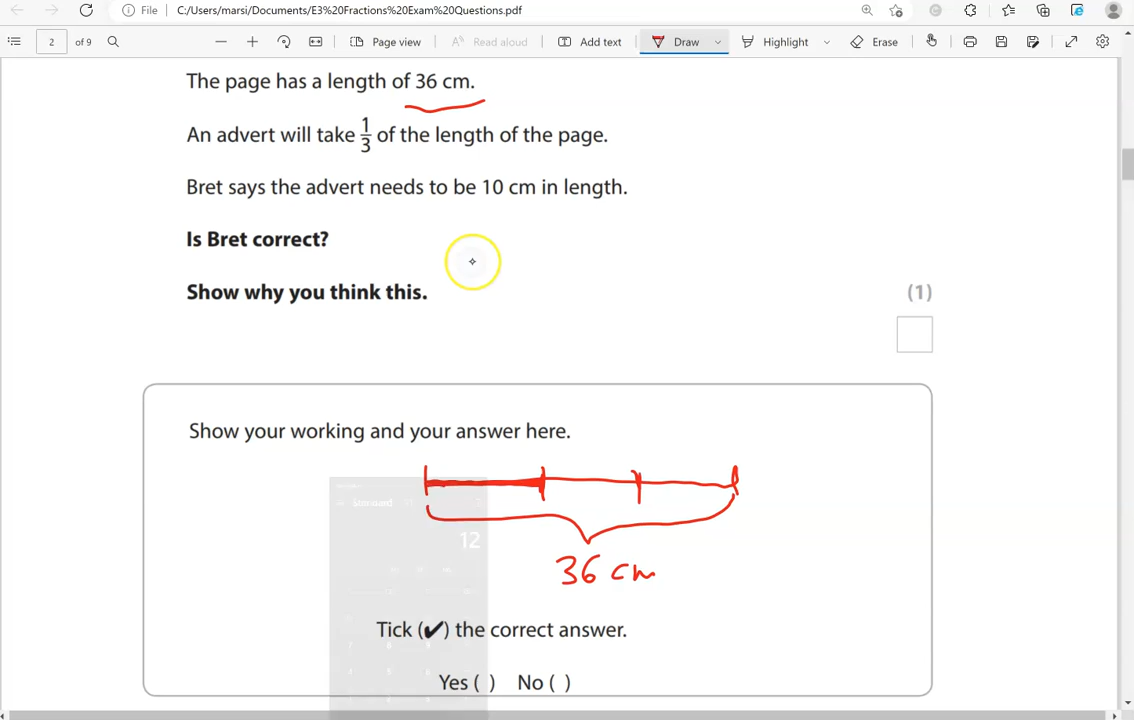 File C:/Users/marsi/Documents/E3%20Fractions%20Exam%20Questions.pdf
2 of 9 Page view Read aloud Add text Draw Highlight Erase
The page has a length of 36 cm.
An advert will take 1/3 of the length of the page.
Bret says the advert needs to be 10 cm in length.
Is Bret correct?
Show why you think this. (1)
Show your working and your answer here.
Standard
12
36 cm
Tick (✔) the correct answer.
Yes ( ) No ( )